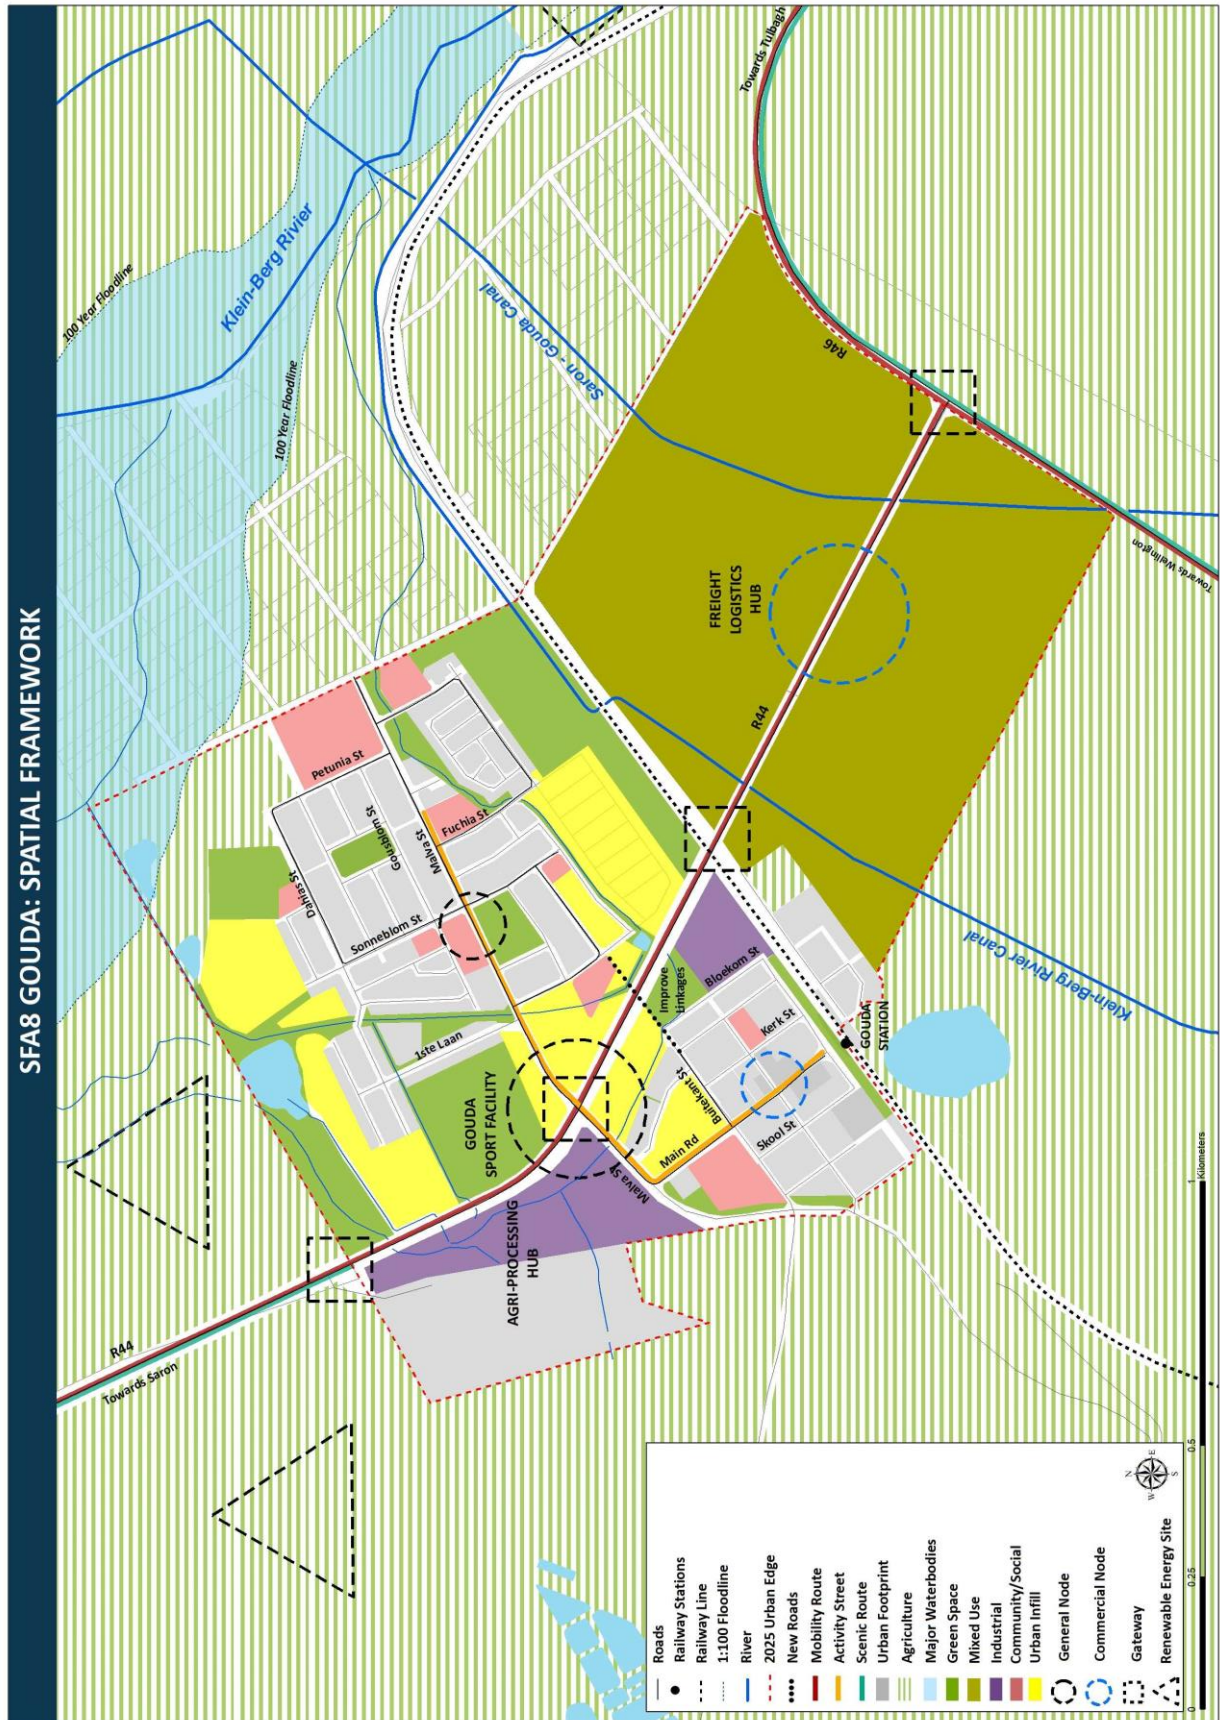 SFA8 GOUDA: SPATIAL FRAMEWORK
Towards Tulbagh
100 Year Floodline
Klein-Berg Rivier
100 Year Floodline
Saron - Gouda Canal
R46
Towards Wellington
FREIGHT
LOGISTICS
HUB
R44
Petunia St
Gousblom St
Malva St
Fuchia St
Dahlias St
Sonneblom St
1ste Laan
Improve
Linkages
Bloekom St
Kerk St
GOUDA
STATION
Klein-Berg Rivier Canal
GOUDA
SPORT FACILITY
Buitekant St
Main Rd
Skool St
Malva St
AGRI-PROCESSING
HUB
R44
Towards Saron
Roads
Railway Stations
Railway Line
1:100 Floodline
River
2025 Urban Edge
New Roads
Mobility Route
Activity Street
Scenic Route
Urban Footprint
Agriculture
Major Waterbodies
Green Space
Mixed Use
Industrial
Community/Social
Urban Infill
General Node
Commercial Node
Gateway
Renewable Energy Site
N
E
S
W
0 0.25 0.5 1
Kilometers